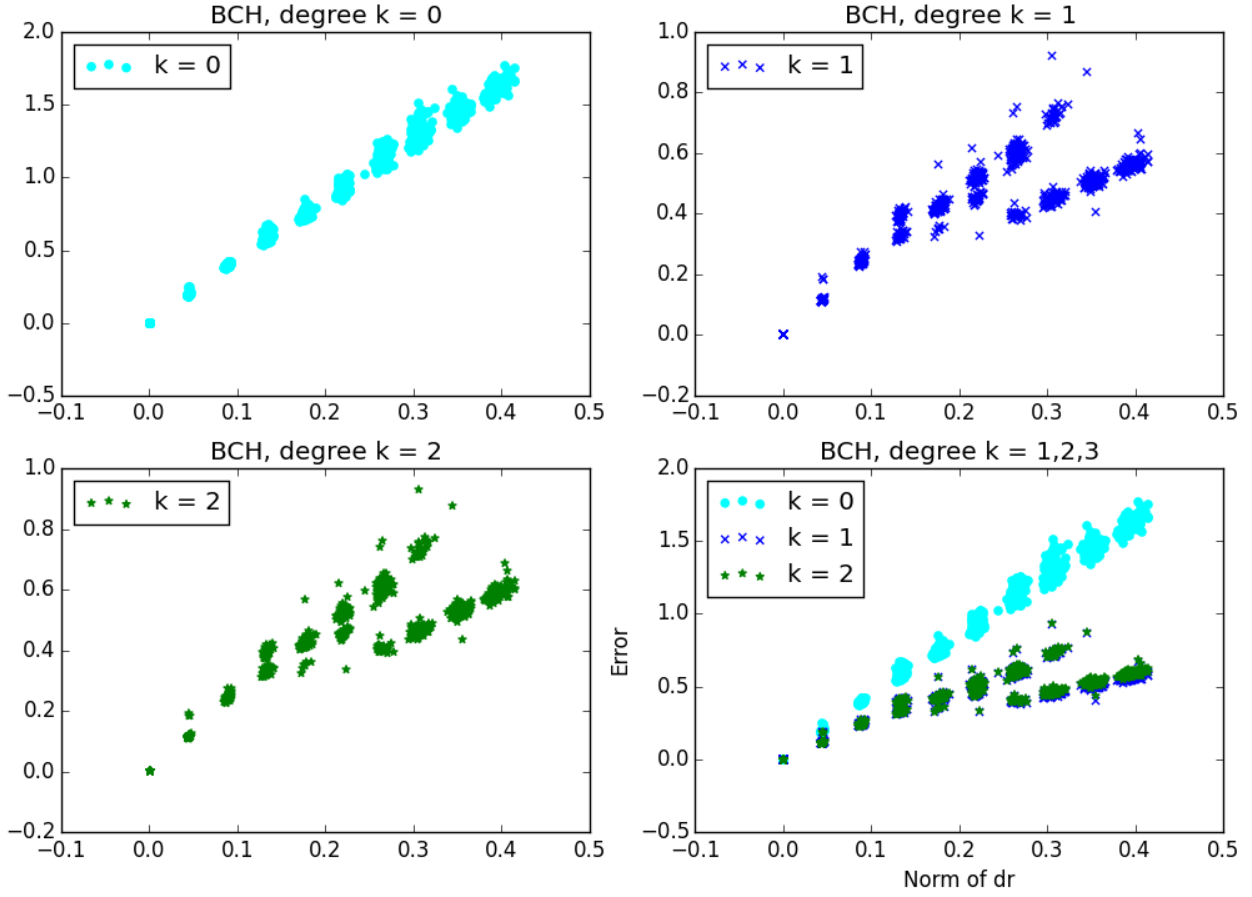 BCH, degree k = 0
k = 0
2.0
1.5
1.0
0.5
0.0
−0.5
−0.1 0.0 0.1 0.2 0.3 0.4 0.5
BCH, degree k = 1
k = 1
1.0
0.8
0.6
0.4
0.2
0.0
−0.2
−0.1 0.0 0.1 0.2 0.3 0.4 0.5
BCH, degree k = 2
k = 2
1.0
0.8
0.6
0.4
0.2
0.0
−0.2
−0.1 0.0 0.1 0.2 0.3 0.4 0.5
BCH, degree k = 1,2,3
k = 0
k = 1
k = 2
2.0
1.5
1.0
0.5
0.0
−0.5
Error
−0.1 0.0 0.1 0.2 0.3 0.4 0.5
Norm of dr